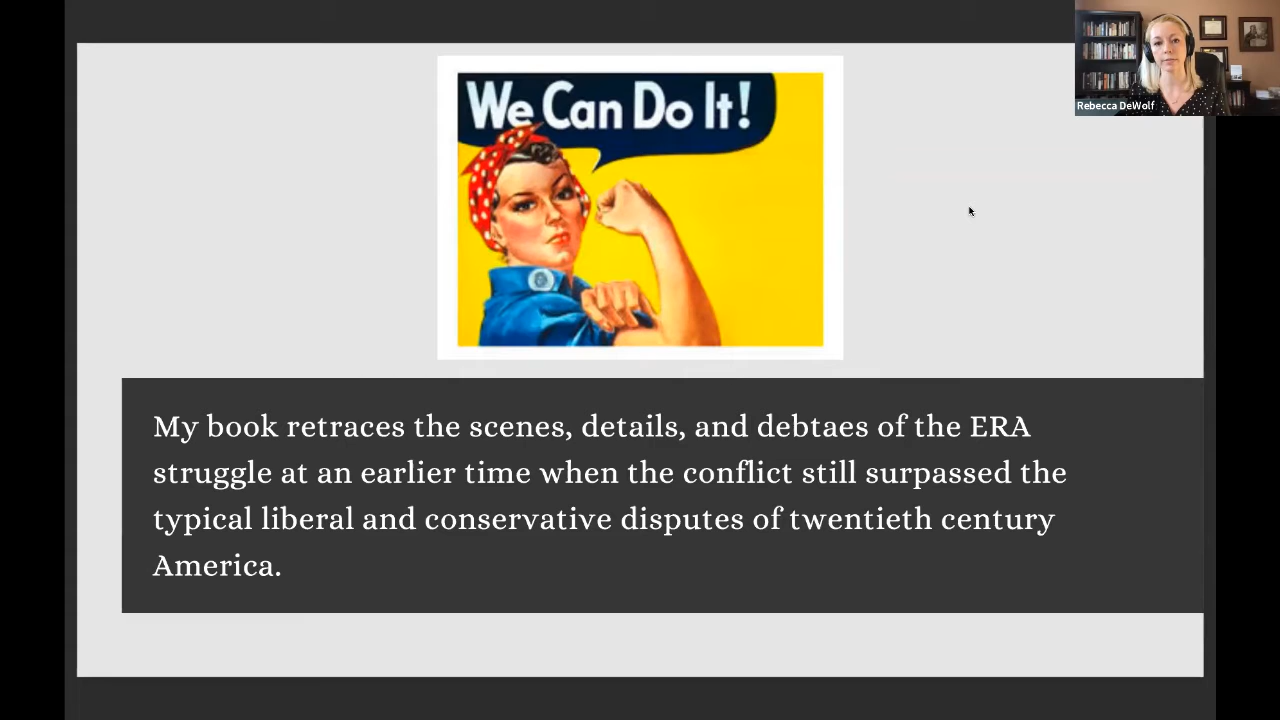 We Can Do It!
Rebecca DeWolf
My book retraces the scenes, details, and debtaes of the ERA
struggle at an earlier time when the conflict still surpassed the
typical liberal and conservative disputes of twentieth century
America.